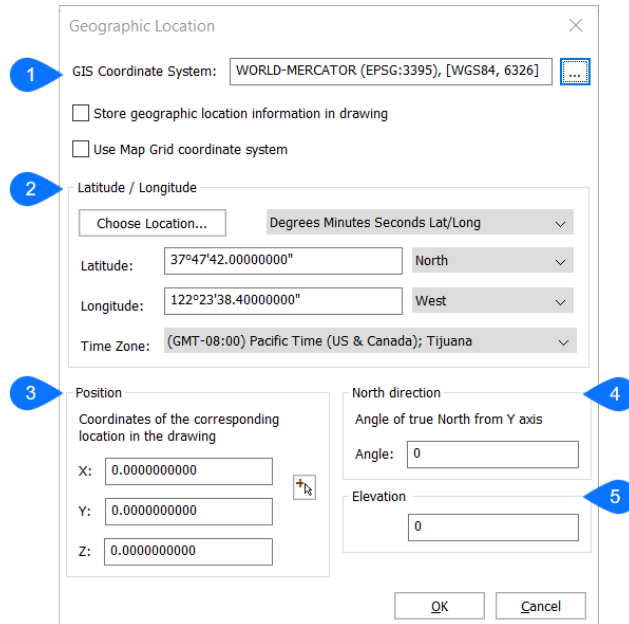 Geographic Location
1
GIS Coordinate System: WORLD-MERCATOR (EPSG:3395), [WGS84, 6326] ...
Store geographic location information in drawing
Use Map Grid coordinate system
2
Latitude / Longitude
Choose Location... Degrees Minutes Seconds Lat/Long
Latitude: 37°47'42.00000000" North
Longitude: 122°23'38.40000000" West
Time Zone: (GMT-08:00) Pacific Time (US & Canada); Tijuana
3
Position
Coordinates of the corresponding
location in the drawing
X: 0.0000000000
Y: 0.0000000000
Z: 0.0000000000
North direction
4
Angle of true North from Y axis
Angle: 0
Elevation
5
0
OK Cancel